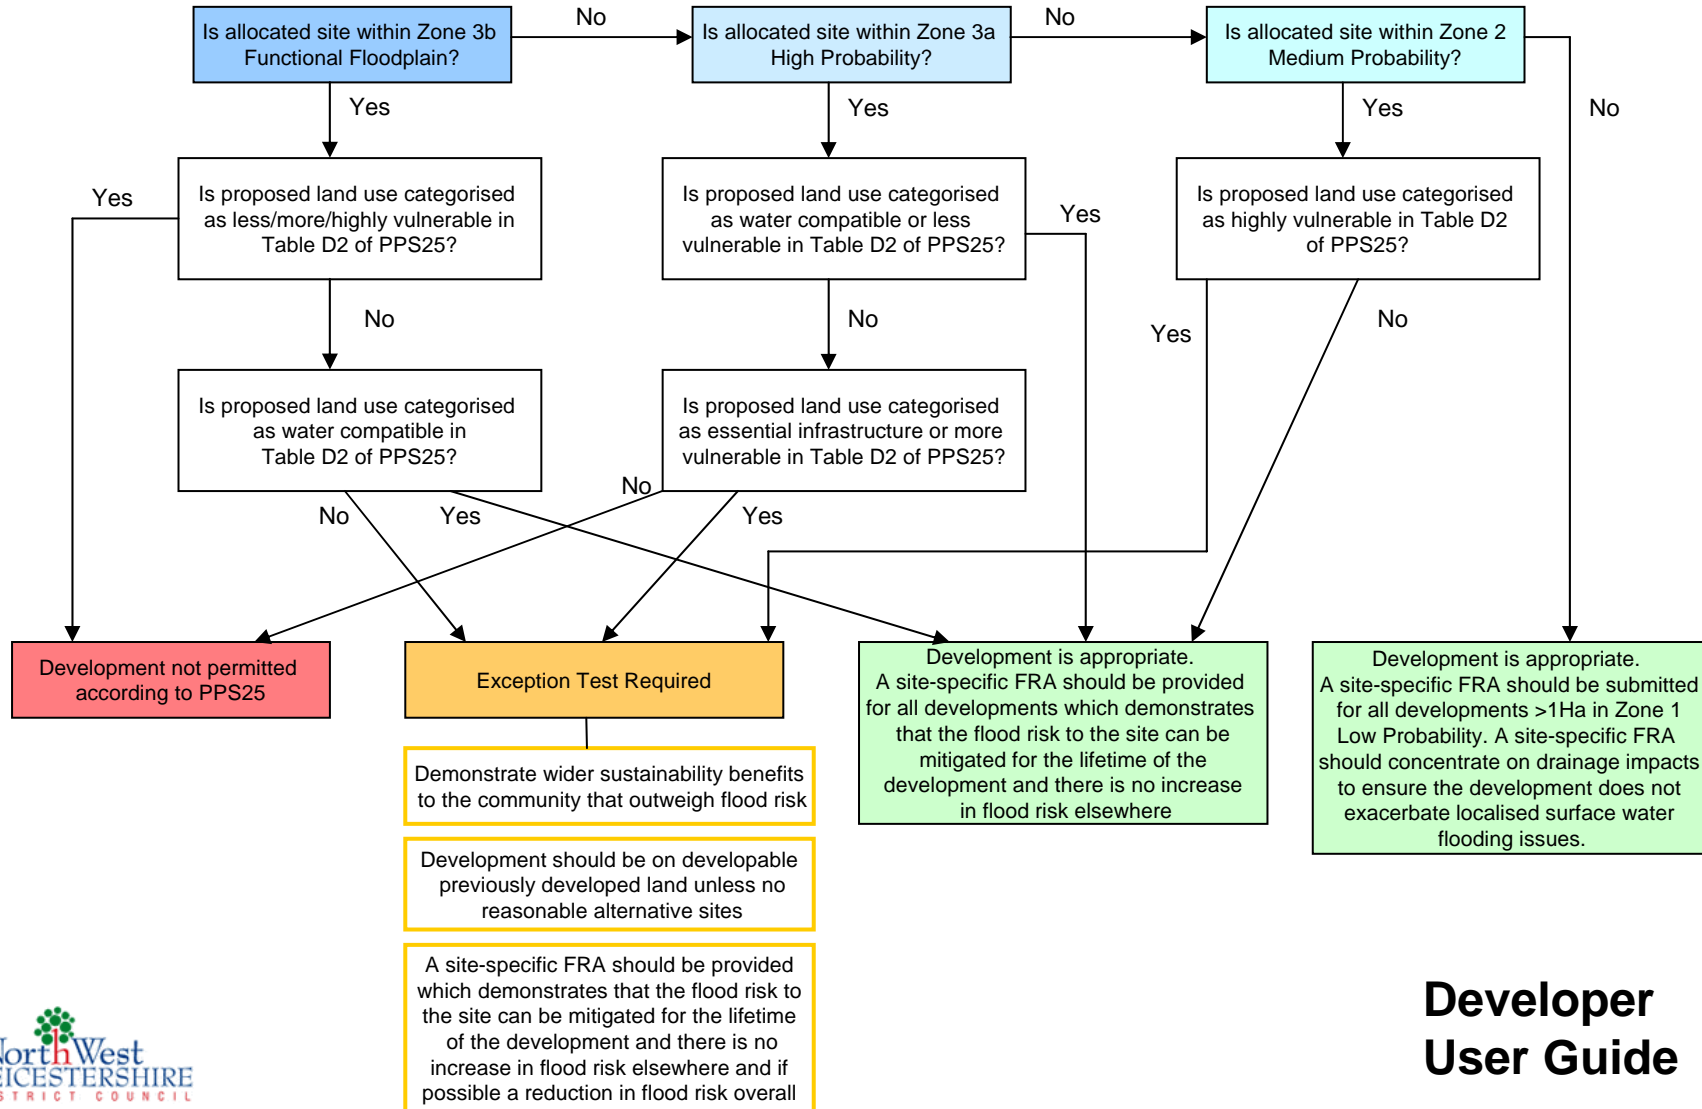 No
No
Is allocated site within Zone 3b
Functional Floodplain?
Is allocated site within Zone 3a
High Probability?
Is allocated site within Zone 2
Medium Probability?
Yes
Yes
Yes
No
Yes
Is proposed land use categorised
as less/more/highly vulnerable in
Table D2 of PPS25?
Is proposed land use categorised
as water compatible or less
vulnerable in Table D2 of PPS25?
Yes
Is proposed land use categorised
as highly vulnerable in Table D2
of PPS25?
No
No
Yes
No
Is proposed land use categorised
as water compatible in
Table D2 of PPS25?
Is proposed land use categorised
as essential infrastructure or more
vulnerable in Table D2 of PPS25?
No
No
Yes
Yes
Development not permitted
according to PPS25
Exception Test Required
Development is appropriate.
A site-specific FRA should be provided
for all developments which demonstrates
that the flood risk to the site can be
mitigated for the lifetime of the
development and there is no increase
in flood risk elsewhere
Development is appropriate.
A site-specific FRA should be submitted
for all developments >1Ha in Zone 1
Low Probability. A site-specific FRA
should concentrate on drainage impacts
to ensure the development does not
exacerbate localised surface water
flooding issues.
Demonstrate wider sustainability benefits
to the community that outweigh flood risk
Development should be on developable
previously developed land unless no
reasonable alternative sites
A site-specific FRA should be provided
which demonstrates that the flood risk to
the site can be mitigated for the lifetime
of the development and there is no
increase in flood risk elsewhere and if
possible a reduction in flood risk overall
NorthWest
EICESTERSHIRE
STRICT COUNCIL
Developer
User Guide